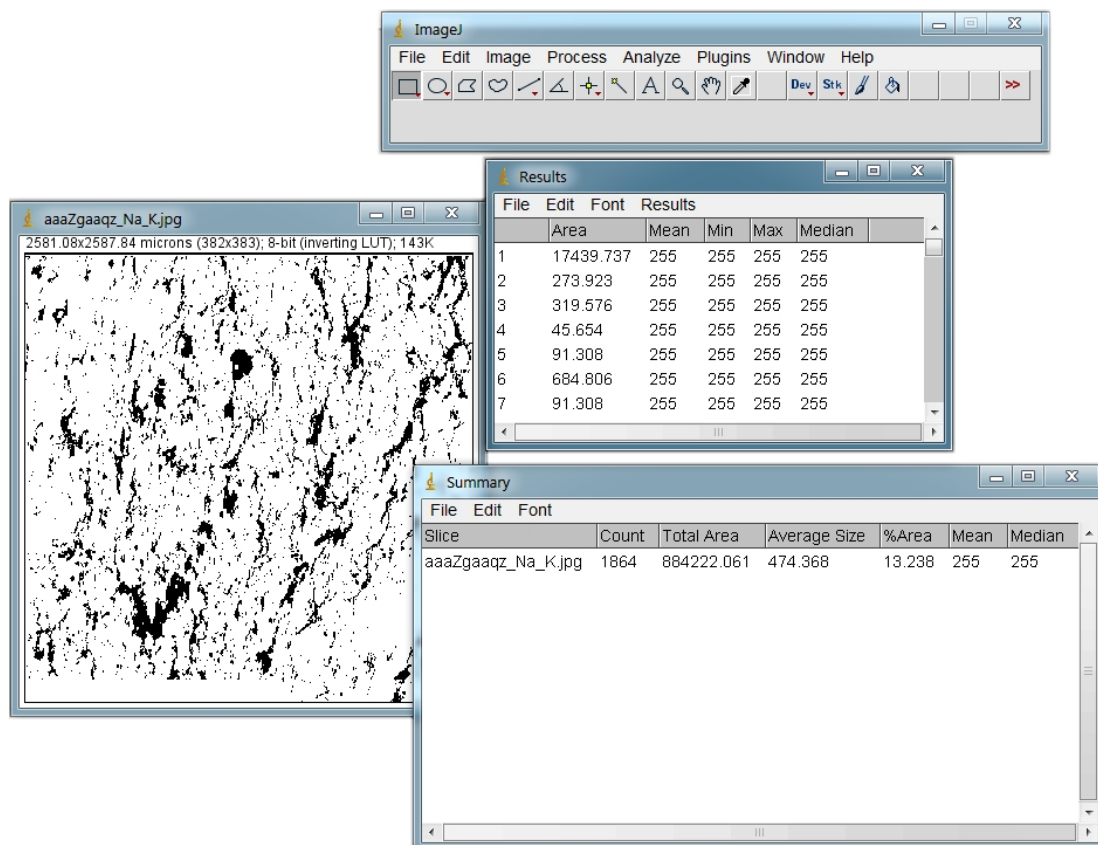 ImageJ
File Edit Image Process Analyze Plugins Window Help
Dev Stk >>
Results
File Edit Font Results
Area Mean Min Max Median
1 17439.737 255 255 255 255
2 273.923 255 255 255 255
3 319.576 255 255 255 255
4 45.654 255 255 255 255
5 91.308 255 255 255 255
6 684.806 255 255 255 255
7 91.308 255 255 255 255
aaaZgaaqz_Na_K.jpg
2581.08x2587.84 microns (382x383); 8-bit (inverting LUT); 143K
Summary
File Edit Font
Slice Count Total Area Average Size %Area Mean Median
aaaZgaaqz_Na_K.jpg 1864 884222.061 474.368 13.238 255 255